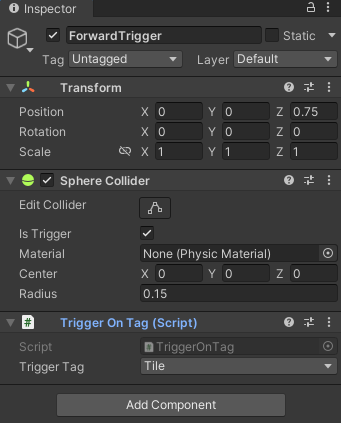 Inspector
ForwardTrigger Static
Tag Untagged Layer Default
Transform
Position X 0 Y 0 Z 0.75
Rotation X 0 Y 0 Z 0
Scale X 1 Y 1 Z 1
Sphere Collider
Edit Collider
Is Trigger
Material None (Physic Material)
Center X 0 Y 0 Z 0
Radius 0.15
# Trigger On Tag (Script)
Script # TriggerOnTag
Trigger Tag Tile
Add Component